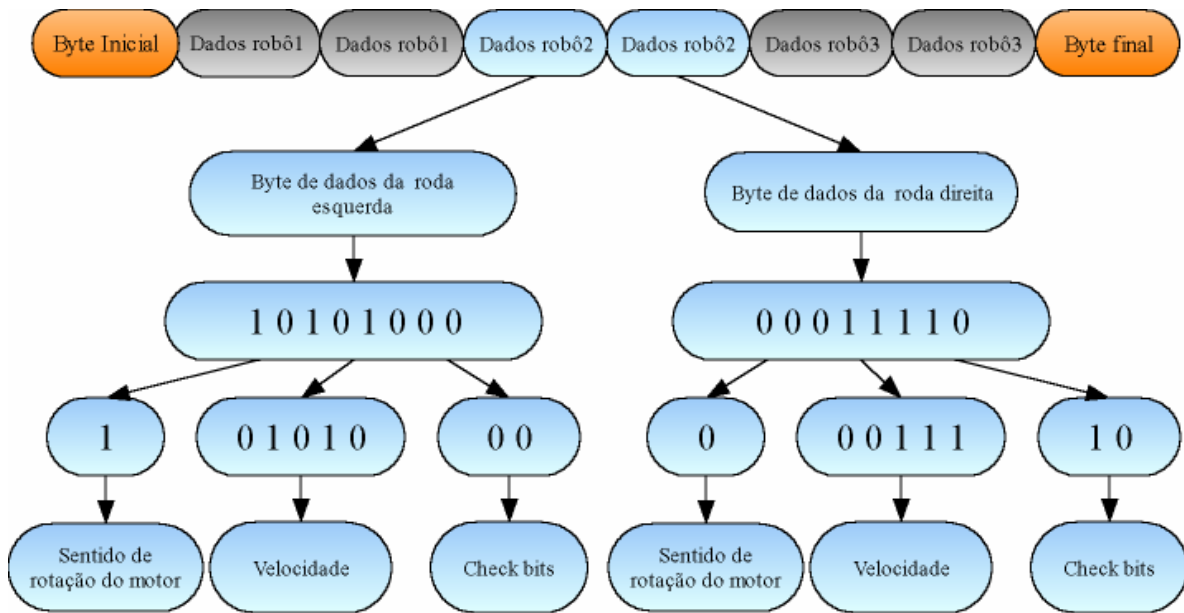 Byte Inicial
Dados robô1
Dados robô1
Dados robô2
Dados robô2
Dados robô3
Dados robô3
Byte final
Byte de dados da roda
esquerda
Byte de dados da roda direita
1 0 1 0 1 0 0 0
0 0 0 1 1 1 1 0
1
0 1 0 1 0
0 0
0
0 0 1 1 1
1 0
Sentido de
rotação do motor
Velocidade
Check bits
Sentido de
rotação do motor
Velocidade
Check bits